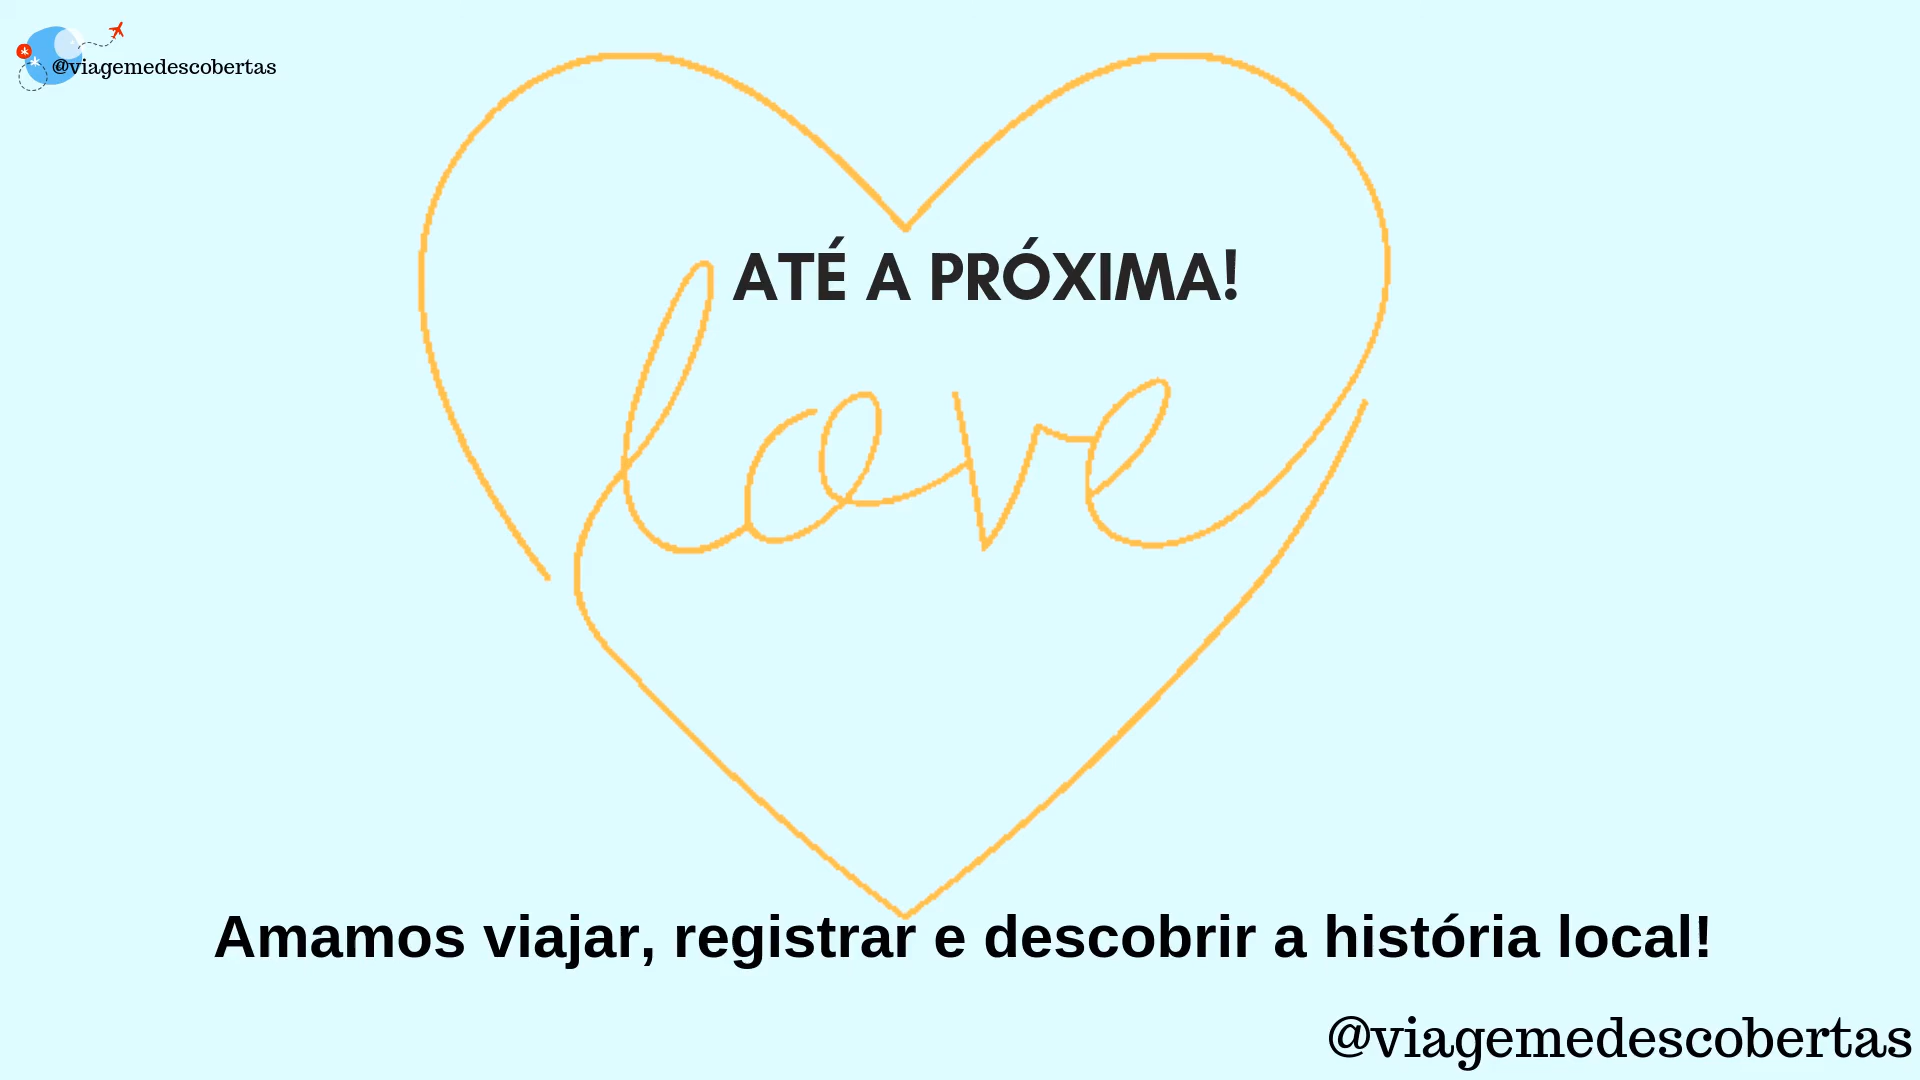 @viagemedescobertas
ATÉ A PRÓXIMA!
love
Amamos viajar, registrar e descobrir a história local!
@viagemedescobertas